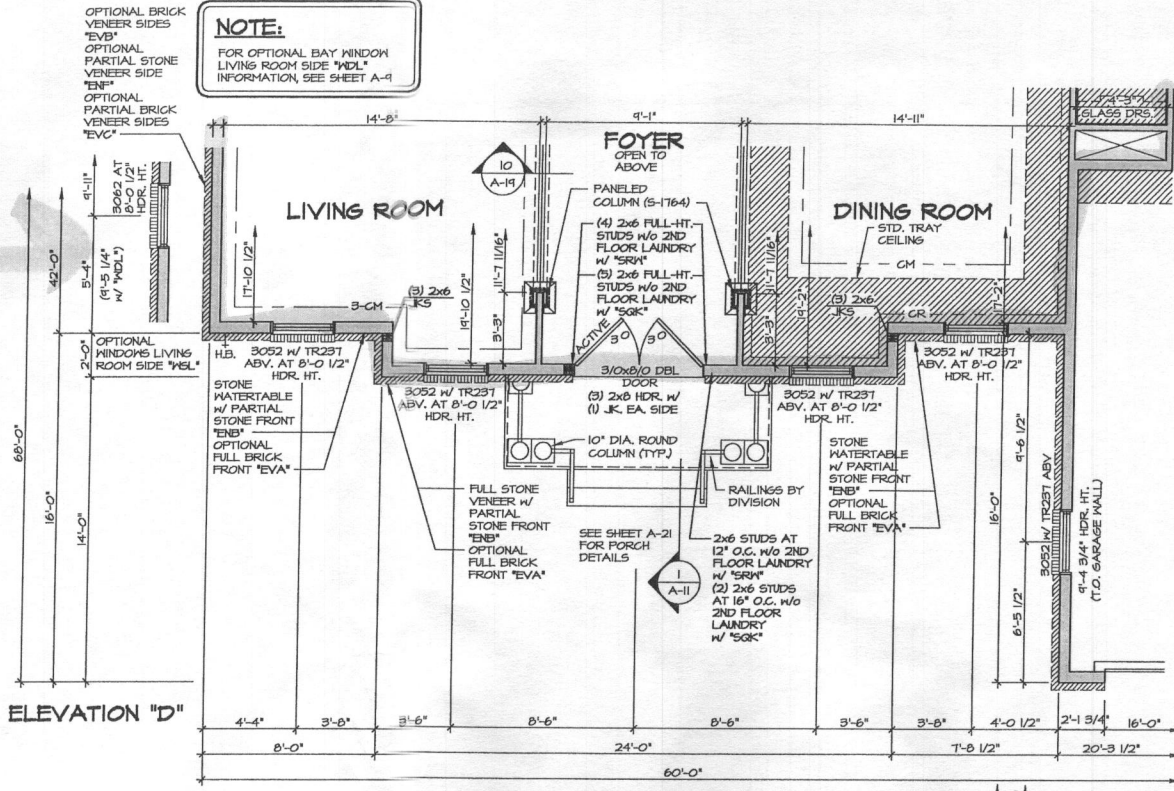 OPTIONAL BRICK
VENEER SIDES
"EVB"
OPTIONAL
PARTIAL STONE
VENEER SIDE
"ENF"
OPTIONAL
PARTIAL BRICK
VENEER SIDES
"EVC"
NOTE:
FOR OPTIONAL BAY WINDOW
LIVING ROOM SIDE "WDL"
INFORMATION, SEE SHEET A-9
14'-8"
9'-1"
14'-11"
GLASS DRS.
FOYER
OPEN TO
ABOVE
10
A-19
PANELED
COLUMN (S-1764)
LIVING ROOM
DINING ROOM
STD. TRAY
CEILING
CM
(4) 2x6 FULL-HT.
STUDS W/o 2ND
FLOOR LAUNDRY
W/ "SRW"
(5) 2x6 FULL-HT.
STUDS W/o 2ND
FLOOR LAUNDRY
W/ "SQK"
9'-11"
3062 AT
8'-0 1/2"
HDR. HT.
42'-0"
5'-4"
(9'-5 1/4"
W/ "WDL")
17'-10 1/2"
19'-10 1/2"
11'-7 11/16"
3'-3"
11'-7 11/16"
3'-3"
19'-2"
17'-2"
3-CM
(3) 2x6
JKS
(3) 2x6
JKS
CR
ACTIVE
30
30
2'-0"
OPTIONAL
WINDOWS LIVING
ROOM SIDE "WSL"
H.B.
3052 W/ TR237
ABV. AT 8'-0 1/2"
HDR. HT.
3052 W/ TR237
ABV. AT 8'-0 1/2"
HDR. HT.
3/0x8/0 DBL
DOOR
(3) 2x8 HDR. W/
(1) JK. EA. SIDE
3052 W/ TR237
ABV. AT 8'-0 1/2"
HDR. HT.
3052 W/ TR237
ABV. AT 8'-0 1/2"
HDR. HT.
STONE
WATERTABLE
W/ PARTIAL
STONE FRONT
"ENB"
OPTIONAL
FULL BRICK
FRONT "EVA"
10" DIA. ROUND
COLUMN (TYP.)
STONE
WATERTABLE
W/ PARTIAL
STONE FRONT
"ENB"
OPTIONAL
FULL BRICK
FRONT "EVA"
FULL STONE
VENEER W/
PARTIAL
STONE FRONT
"ENB"
OPTIONAL
FULL BRICK
FRONT "EVA"
RAILINGS BY
DIVISION
SEE SHEET A-21
FOR PORCH
DETAILS
1
A-11
2x6 STUDS AT
12" O.C. W/o 2ND
FLOOR LAUNDRY
W/ "SRW"
(2) 2x6 STUDS
AT 16" O.C. W/o
2ND FLOOR
LAUNDRY
W/ "SQK"
68'-0"
16'-0"
14'-0"
16'-0"
9'-6 1/2"
6'-5 1/2"
3052 W/ TR237 ABV
9'-4 3/4" HDR. HT.
(T.O. GARAGE WALL)
ELEVATION "D"
4'-4"
3'-8"
3'-6"
8'-6"
8'-6"
3'-6"
3'-8"
4'-0 1/2"
2'-1 3/4"
16'-0"
8'-0"
24'-0"
7'-8 1/2"
20'-3 1/2"
60'-0"